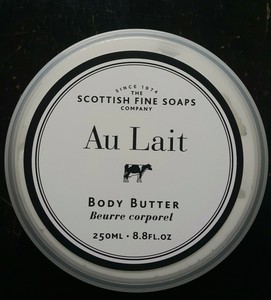 SINCE 1974
THE
SCOTTISH FINE SOAPS
COMPANY
Au Lait
BODY BUTTER
Beurre corporel
250ML • 8.8FL.OZ